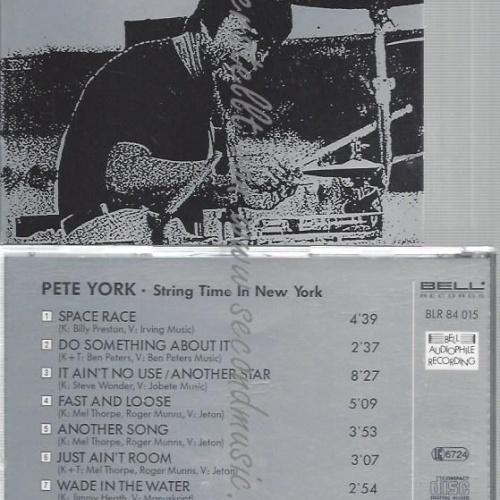 PETE YORK · String Time In New York
BELL
RECORDS
BLR 84 015
1 SPACE RACE 4'39
(K: Billy Preston, V: Irving Music)
2 DO SOMETHING ABOUT IT 2'37
(K+T: Ben Peters, V: Ben Peters Music)
BELL
AUDIOPHILE
RECORDING
3 IT AIN'T NO USE/ANOTHER STAR 8'27
(K: Steve Wonder, V: Jobete Music)
4 FAST AND LOOSE 5'09
(K: Mel Thorpe, Roger Munns, V: Jeton)
5 ANOTHER SONG 3'53
(K: Mel Thorpe, Roger Munns, V: Jeton)
6 JUST AIN'T ROOM 3'07
(K+T: Mel Thorpe, Roger Munns, V: Jeton)
LC 6724
7 WADE IN THE WATER 2'54
(K: Jimmy Heath, V: Manuskript)
COMPACT
disc
DIGITAL AUDIO